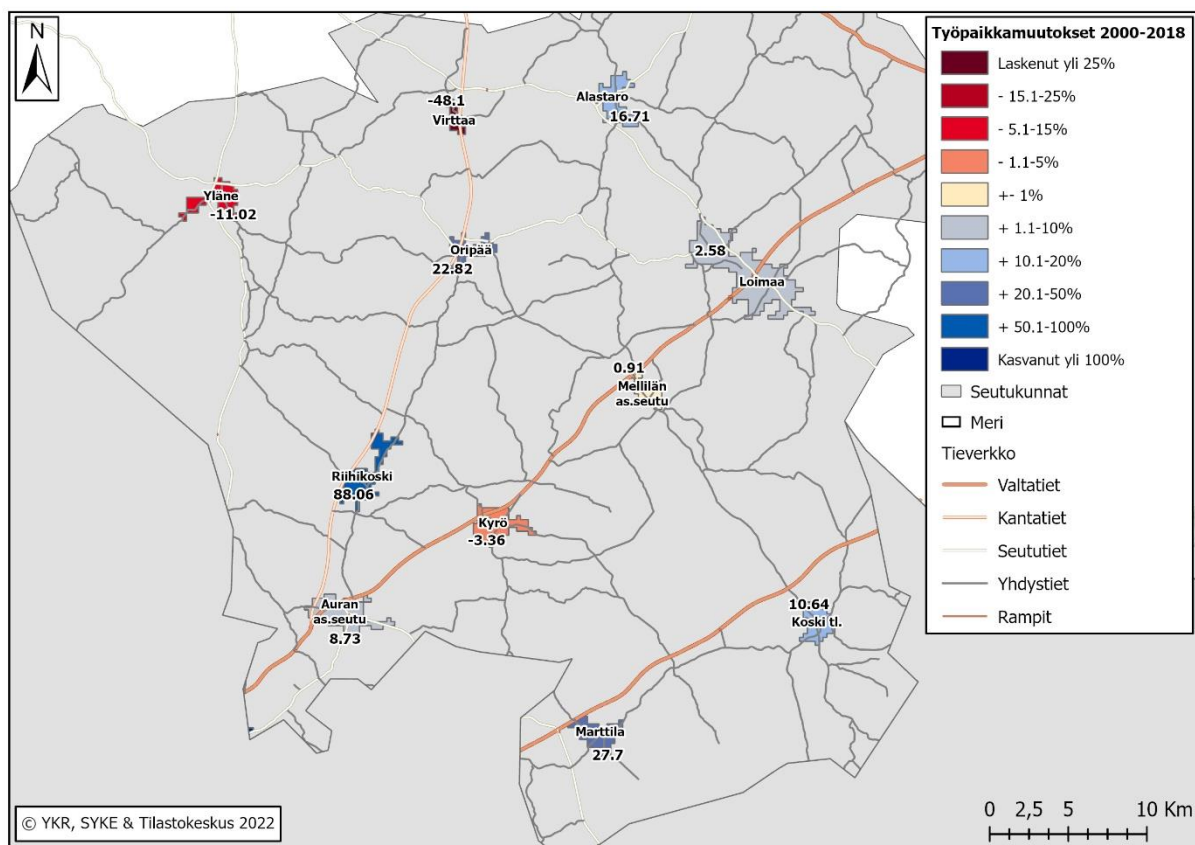 N
Työpaikkamuutokset 2000-2018
Laskenut yli 25%
- 15.1-25%
- 5.1-15%
- 1.1-5%
+- 1%
+ 1.1-10%
+ 10.1-20%
+ 20.1-50%
+ 50.1-100%
Kasvanut yli 100%
Seutukunnat
Meri
Tieverkko
Valtatiet
Kantatiet
Seututiet
Yhdystiet
Rampit
-48.1
Virttaa
Alastaro
16.71
Yläne
-11.02
Oripää
22.82
2.58
Loimaa
0.91
Mellilän
as.seutu
Riihikoski
88.06
Kyrö
-3.36
Auran
as.seutu
8.73
10.64
Koski tl.
Marttila
27.7
© YKR, SYKE & Tilastokeskus 2022
0 2,5 5 10 Km